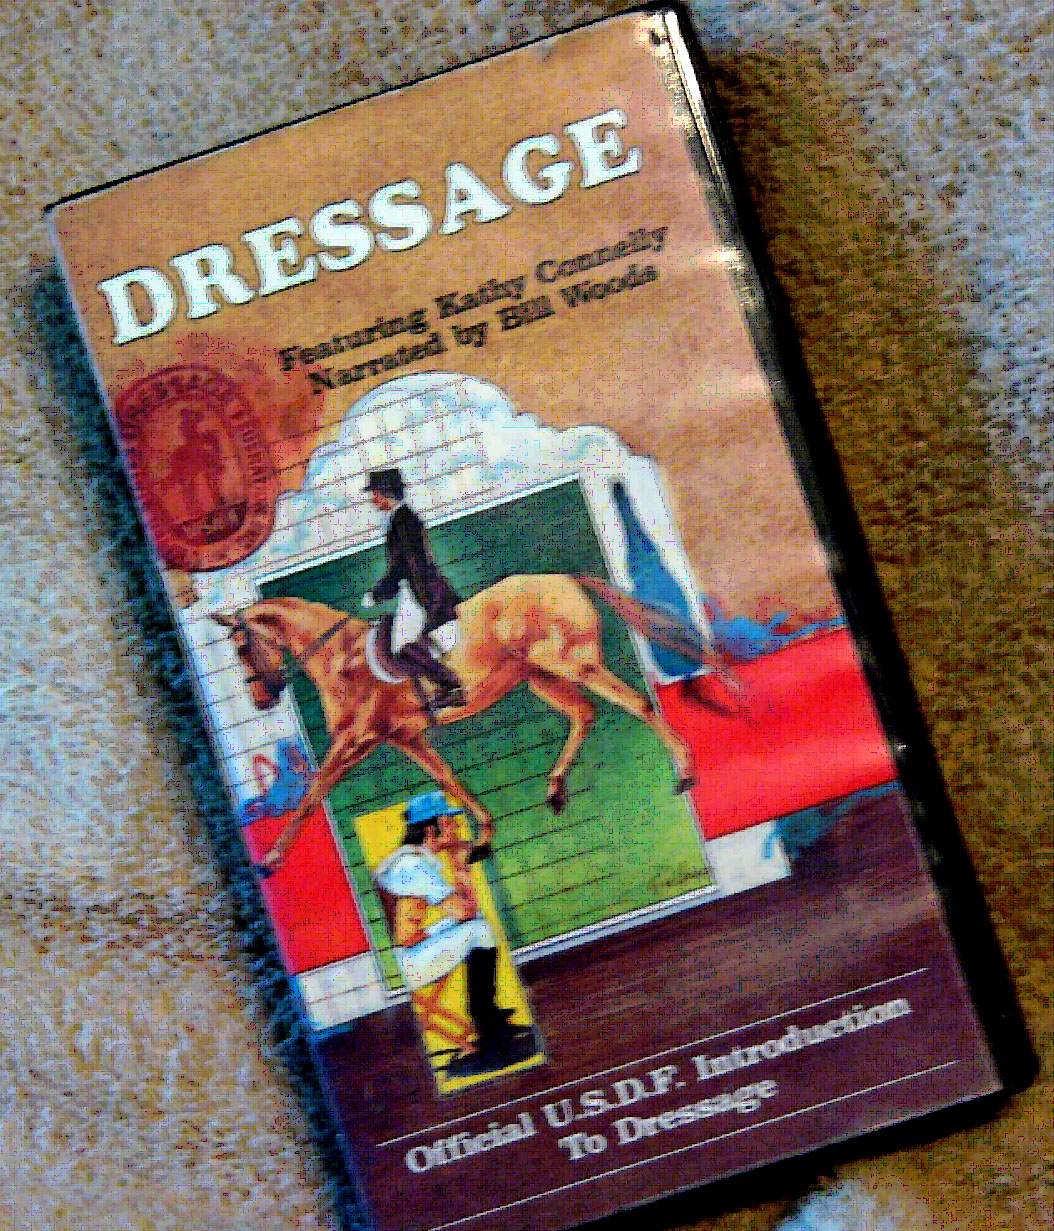 DRESSAGE
Featuring Kathy Connelly
Narrated by Bill Woods
Official U.S.D.F. Introduction
To Dressage